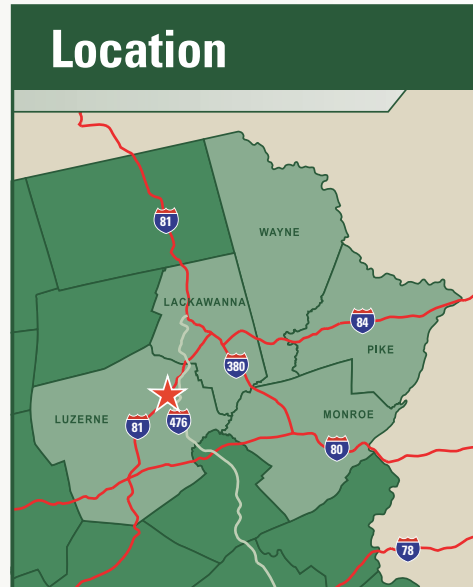 Location
81
WAYNE
LACKAWANNA
84
PIKE
380
LUZERNE
81
476
MONROE
80
78